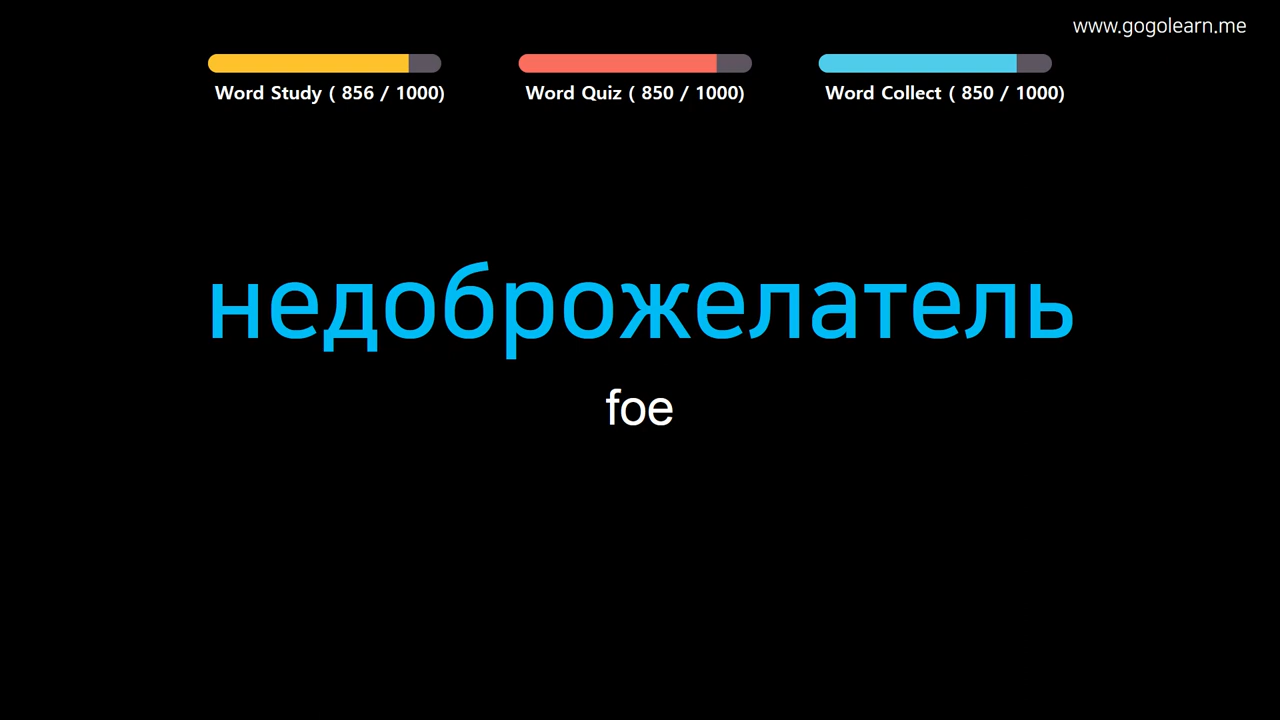 www.gogolearn.me
Word Study ( 856 / 1000)
Word Quiz ( 850 / 1000)
Word Collect ( 850 / 1000)
недоброжелатель
foe